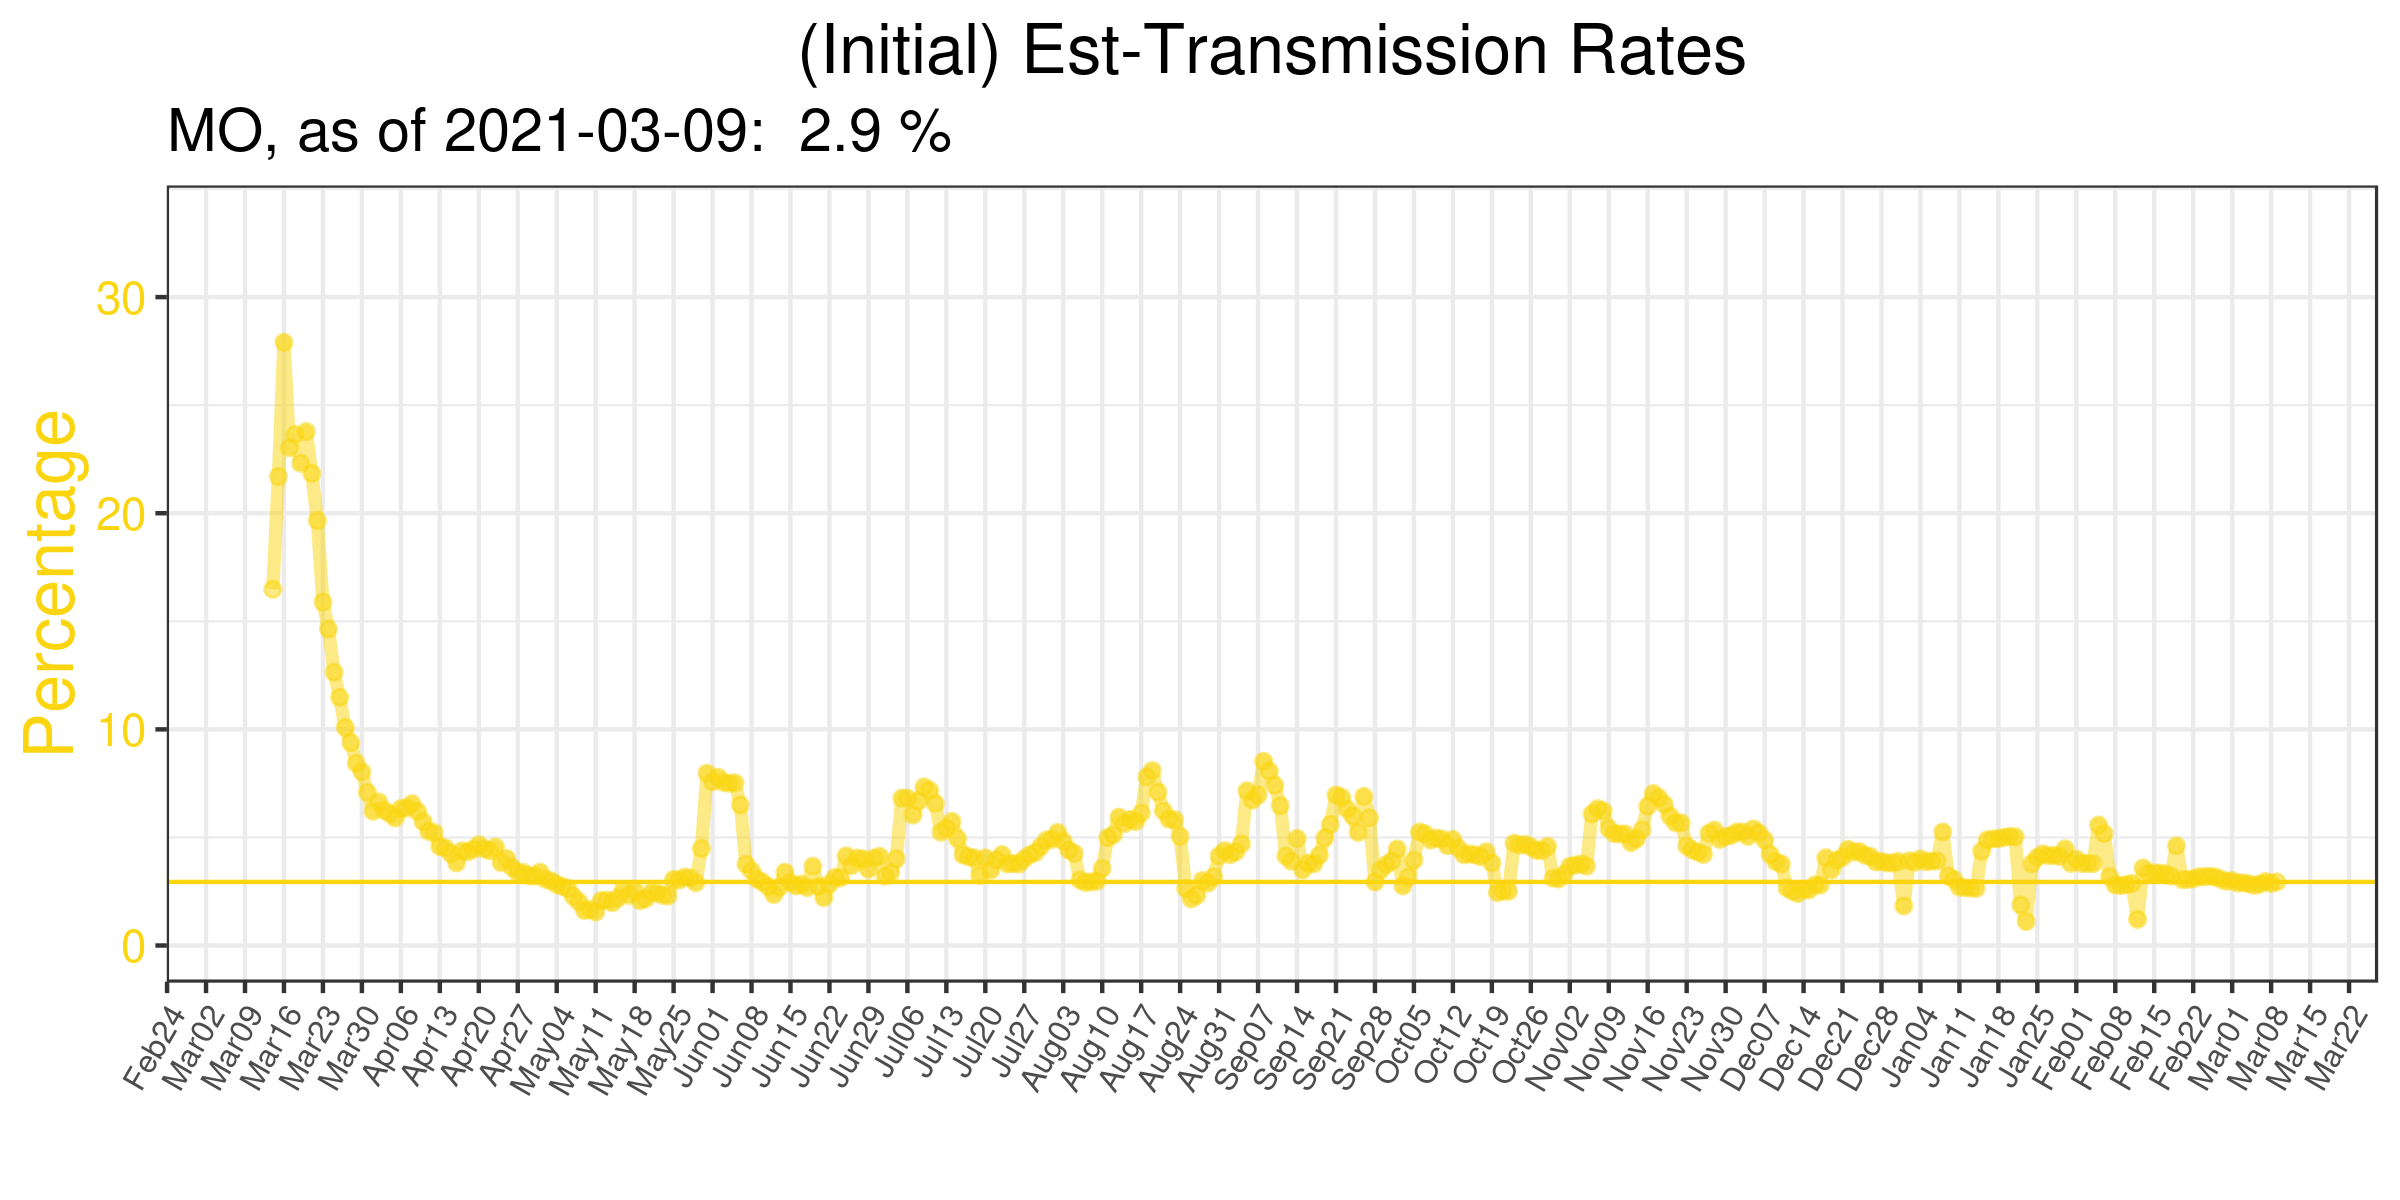 (Initial) Est-Transmission Rates
MO, as of 2021-03-09:  2.9 %
Percentage
30
20
10
0
Feb24
Mar02
Mar09
Mar16
Mar23
Mar30
Apr06
Apr13
Apr20
Apr27
May04
May11
May18
May25
Jun01
Jun08
Jun15
Jun22
Jun29
Jul06
Jul13
Jul20
Jul27
Aug03
Aug10
Aug17
Aug24
Aug31
Sep07
Sep14
Sep21
Sep28
Oct05
Oct12
Oct19
Oct26
Nov02
Nov09
Nov16
Nov23
Nov30
Dec07
Dec14
Dec21
Dec28
Jan04
Jan11
Jan18
Jan25
Feb01
Feb08
Feb15
Feb22
Mar01
Mar08
Mar15
Mar22